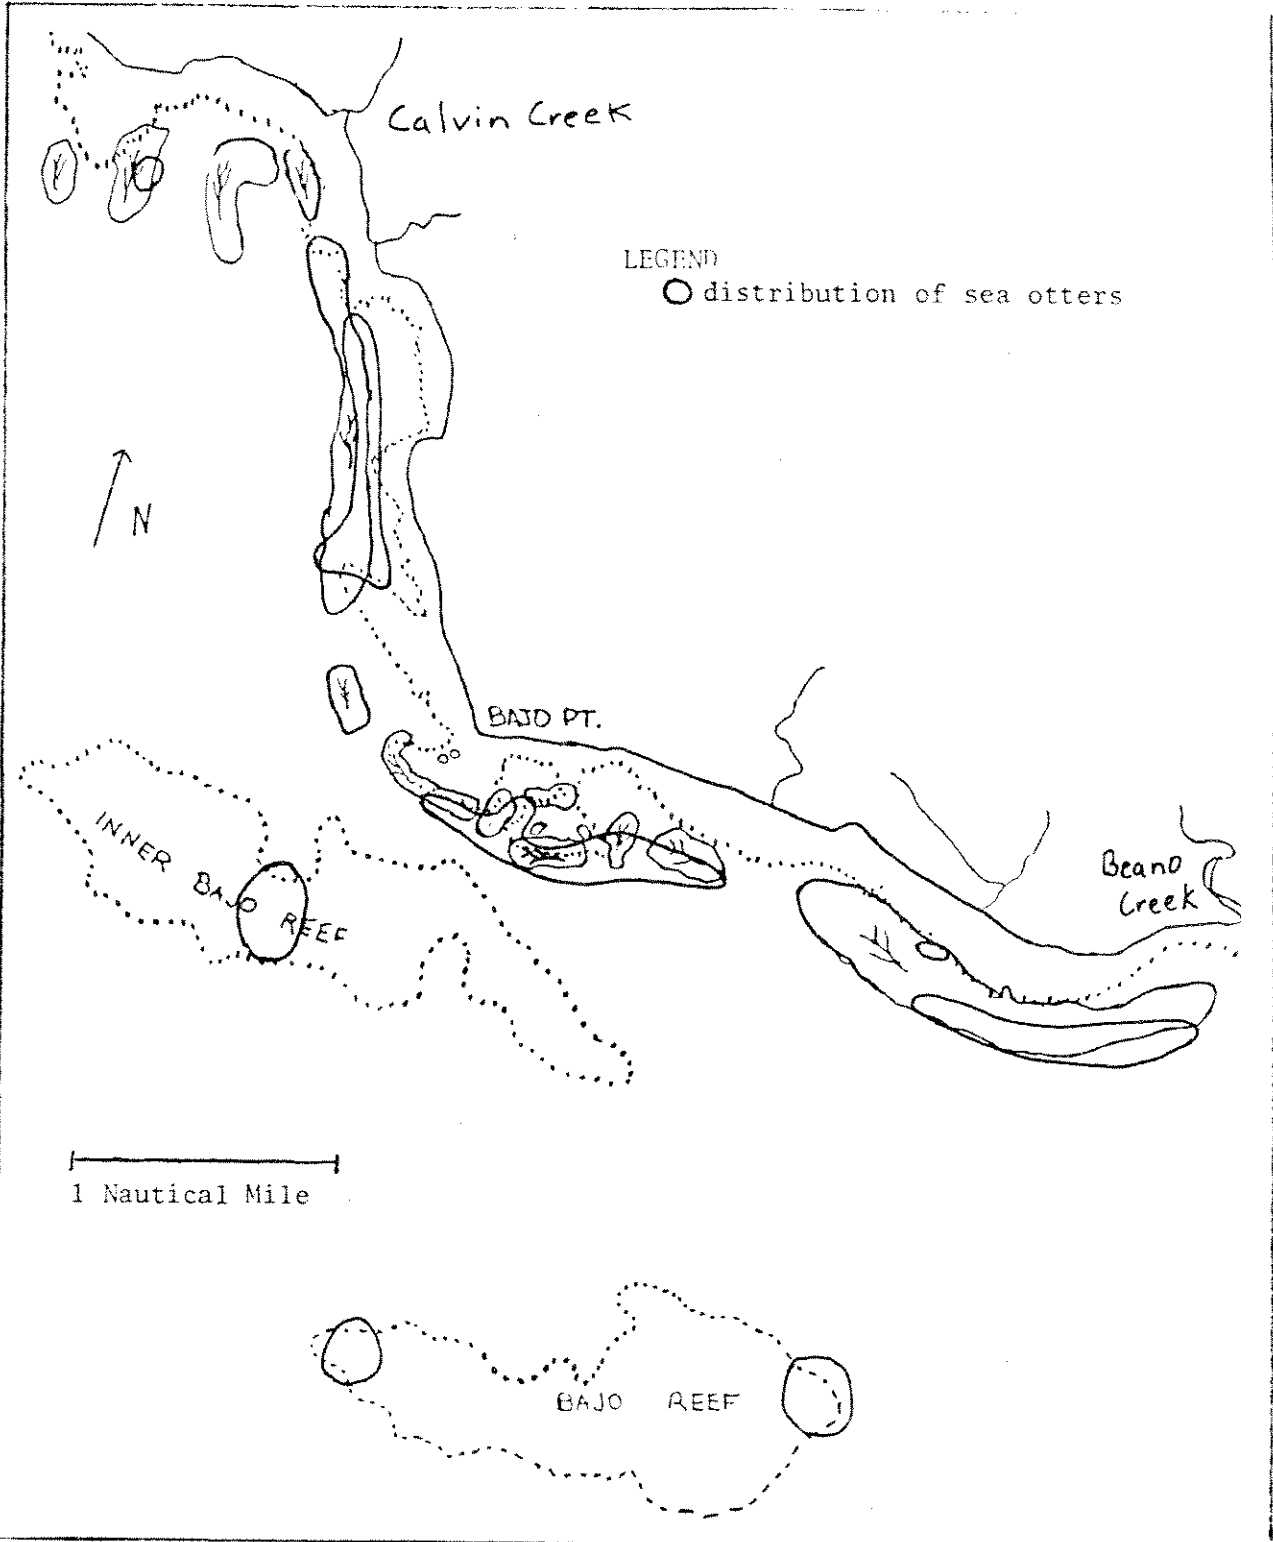 Calvin Creek
LEGEND
distribution of sea otters
N
BAJO PT.
INNER BAJO REEF
Beano
Creek
1 Nautical Mile
BAJO REEF